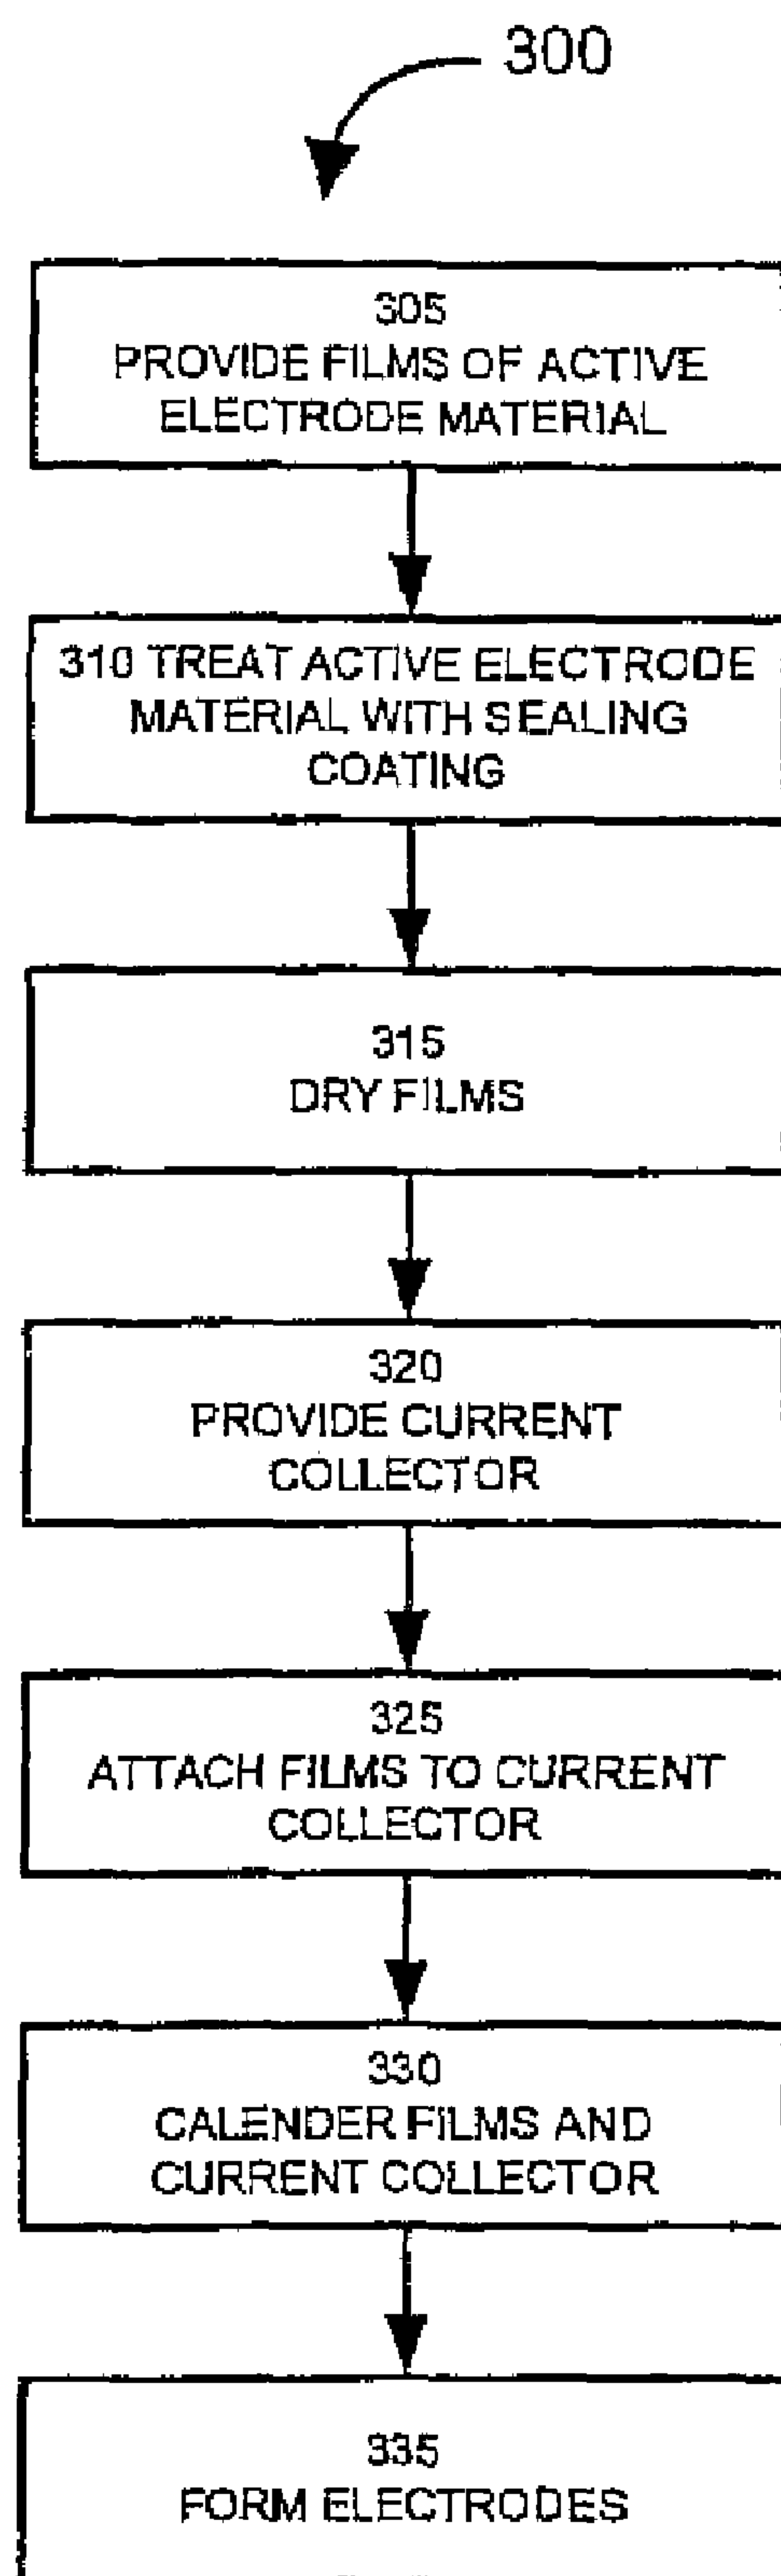 300
305
PROVIDE FILMS OF ACTIVE
ELECTRODE MATERIAL
310 TREAT ACTIVE ELECTRODE
MATERIAL WITH SEALING
COATING
315
DRY FILMS
320
PROVIDE CURRENT
COLLECTOR
325
ATTACH FILMS TO CURRENT
COLLECTOR
330
CALENDER FILMS AND
CURRENT COLLECTOR
335
FORM ELECTRODES